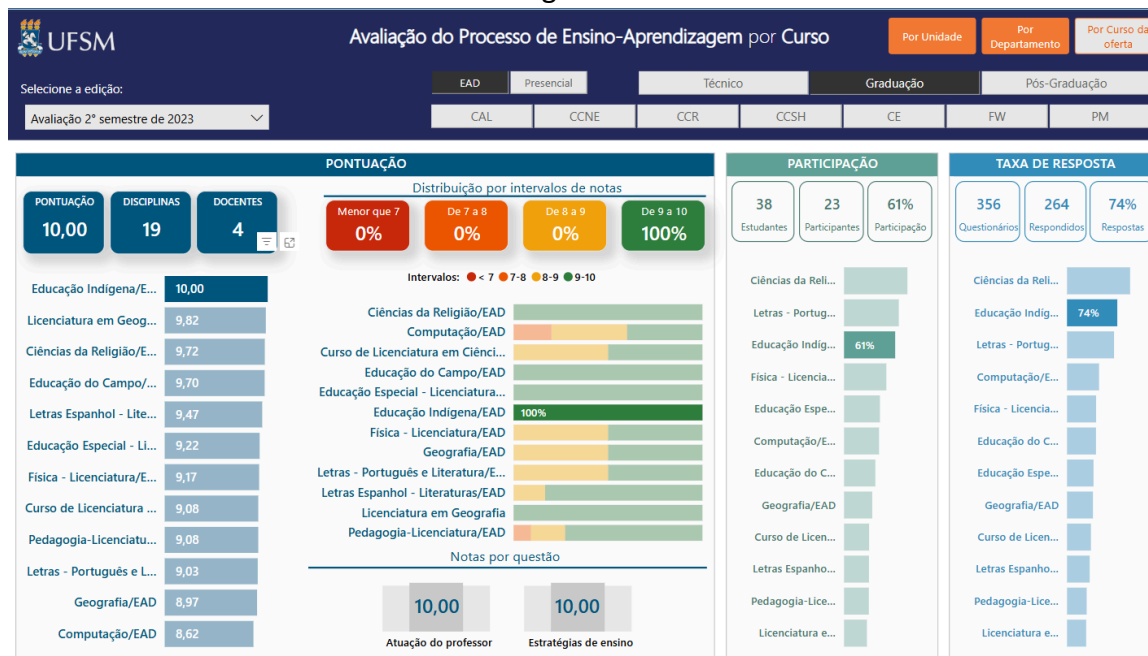 UFSM
Avaliação do Processo de Ensino-Aprendizagem por Curso
Por Unidade
Por
Departamento
Por Curso da
oferta
Selecione a edição:
EAD
Presencial
Técnico
Graduação
Pós-Graduação
Avaliação 2° semestre de 2023
CAL
CCNE
CCR
CCSH
CE
FW
PM
PONTUAÇÃO
PONTUAÇÃO
10,00
DISCIPLINAS
19
DOCENTES
4
Educação Indígena/E... 10,00
Licenciatura em Geog... 9,82
Ciências da Religião/E... 9,72
Educação do Campo/... 9,70
Letras Espanhol - Lite... 9,47
Educação Especial - Li... 9,22
Física - Licenciatura/E... 9,17
Curso de Licenciatura ... 9,08
Pedagogia-Licenciatu... 9,08
Letras - Português e L... 9,03
Geografia/EAD 8,97
Computação/EAD 8,62
Distribuição por intervalos de notas
Menor que 7
0%
De 7 a 8
0%
De 8 a 9
0%
De 9 a 10
100%
Intervalos: < 7 7-8 8-9 9-10
Ciências da Religião/EAD
Computação/EAD
Curso de Licenciatura em Ciênci...
Educação do Campo/EAD
Educação Especial - Licenciatura...
Educação Indígena/EAD 100%
Física - Licenciatura/EAD
Geografia/EAD
Letras - Português e Literatura/E...
Letras Espanhol - Literaturas/EAD
Licenciatura em Geografia
Pedagogia-Licenciatura/EAD
Notas por questão
10,00
Atuação do professor
10,00
Estratégias de ensino
PARTICIPAÇÃO
38
Estudantes
23
Participantes
61%
Participação
Ciências da Reli...
Letras - Portug...
Educação Indíg... 61%
Física - Licencia...
Educação Espe...
Computação/E...
Educação do C...
Geografia/EAD
Curso de Licen...
Letras Espanho...
Pedagogia-Lice...
Licenciatura e...
TAXA DE RESPOSTA
356
Questionários
264
Respondidos
74%
Respostas
Ciências da Reli...
Educação Indíg... 74%
Letras - Portug...
Computação/E...
Física - Licencia...
Educação do C...
Educação Espe...
Geografia/EAD
Curso de Licen...
Letras Espanho...
Pedagogia-Lice...
Licenciatura e...